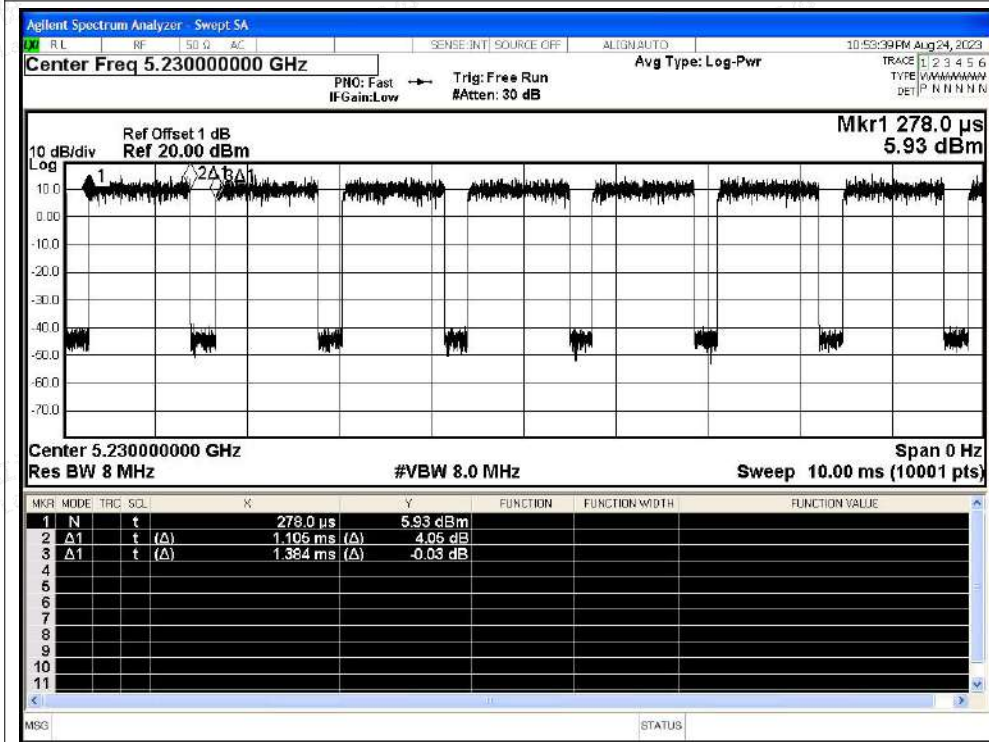 Agilent Spectrum Analyzer - Swept SA
LXI RL RF 50 Ω AC SENSE:INT SOURCE OFF ALIGN AUTO 10:53:39 PM Aug 24, 2023
Center Freq 5.230000000 GHz Avg Type: Log-Pwr TRACE 1 2 3 4 5 6
PNO: Fast Trig: Free Run TYPE
IFGain:Low #Atten: 30 dB DET P N N N N N
Mkr1 278.0 µs
5.93 dBm
Ref Offset 1 dB
10 dB/div Ref 20.00 dBm
Log
1 2Δ1 3Δ1
10.0
0.00
-10.0
-20.0
-30.0
-40.0
-50.0
-60.0
-70.0
Center 5.230000000 GHz Span 0 Hz
Res BW 8 MHz #VBW 8.0 MHz Sweep 10.00 ms (10001 pts)
MKR MODE TRC SCL X Y FUNCTION FUNCTION WIDTH FUNCTION VALUE
1 N t 278.0 µs 5.93 dBm
2 Δ1 t (Δ) 1.105 ms (Δ) 4.05 dB
3 Δ1 t (Δ) 1.384 ms (Δ) -0.03 dB
4
5
6
7
8
9
10
11
MSG STATUS